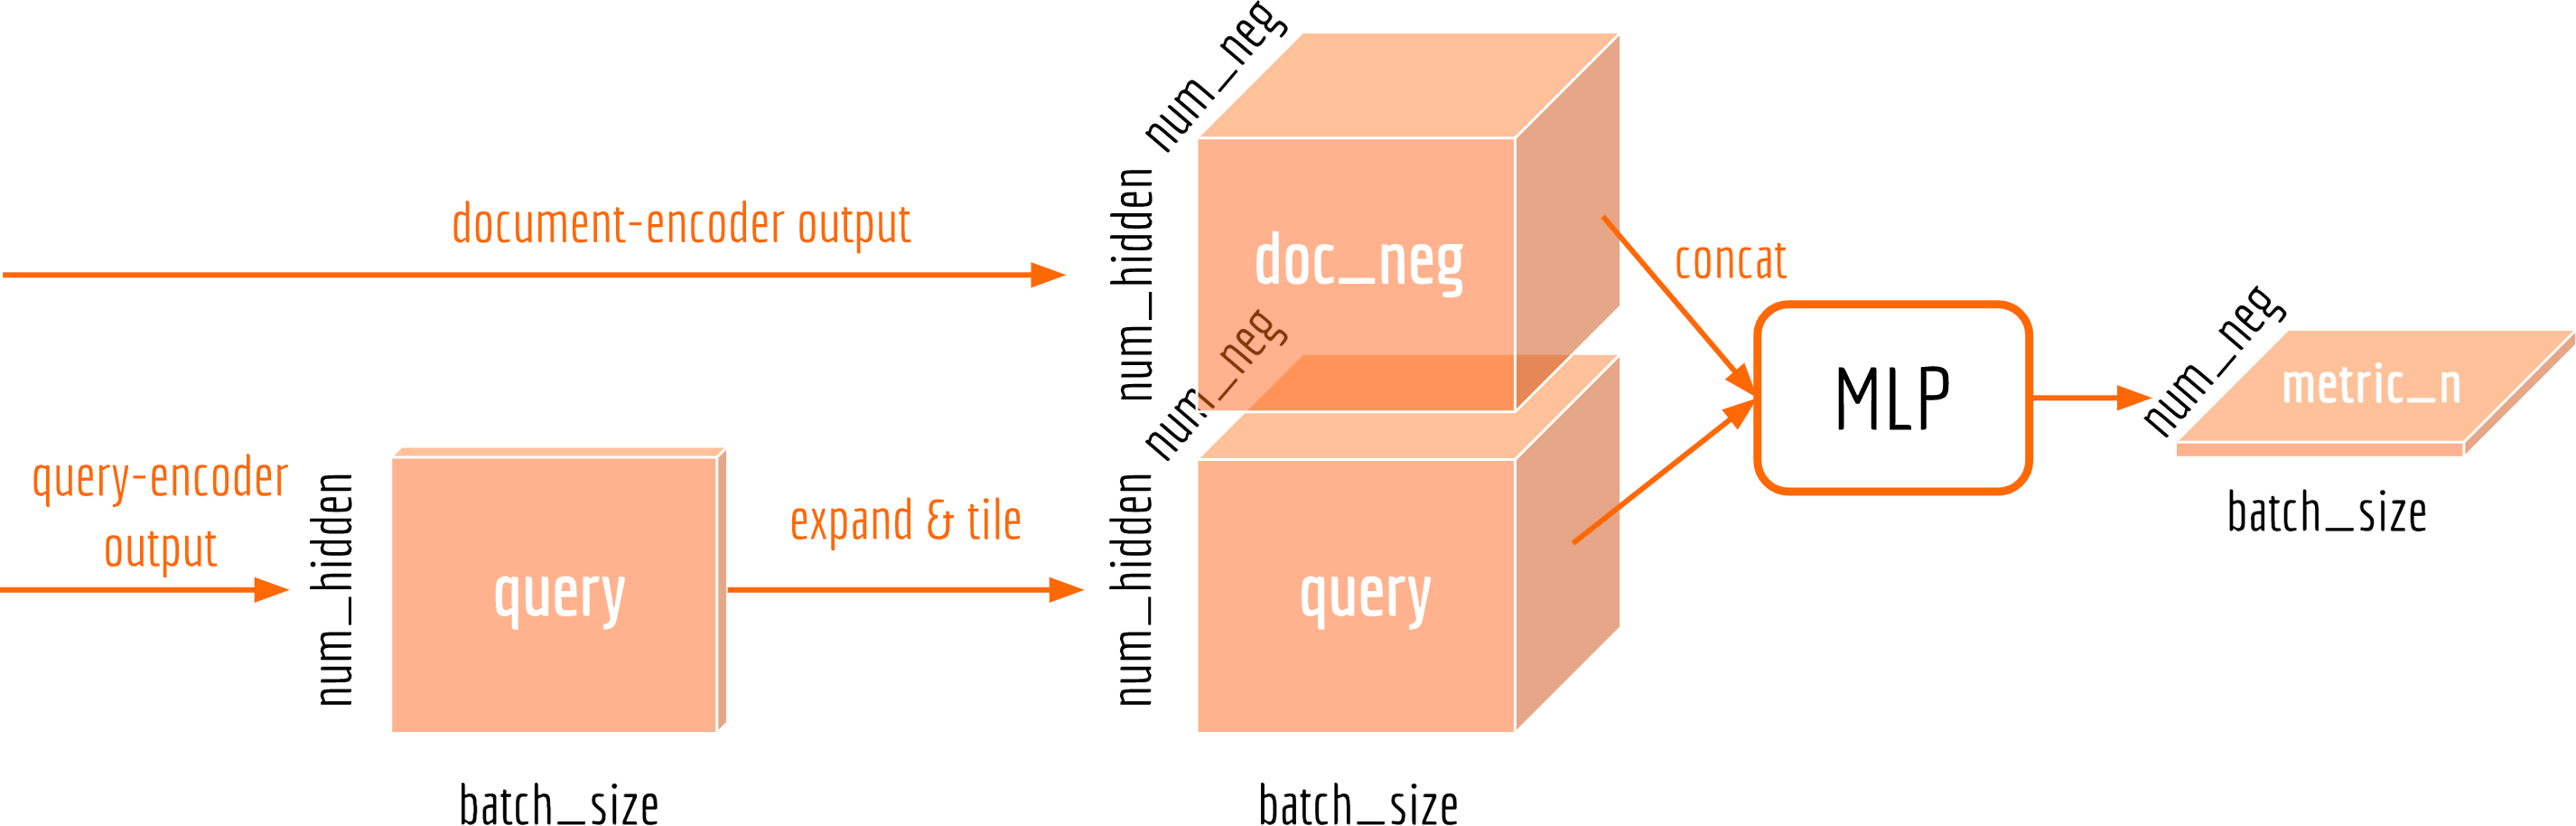 num_neg
document-encoder output
num_hidden
doc_neg
concat
num_neg
query-encoder
output
num_hidden
query
expand & tile
num_hidden
query
MLP
num_neg
metric_n
batch_size
batch_size
batch_size